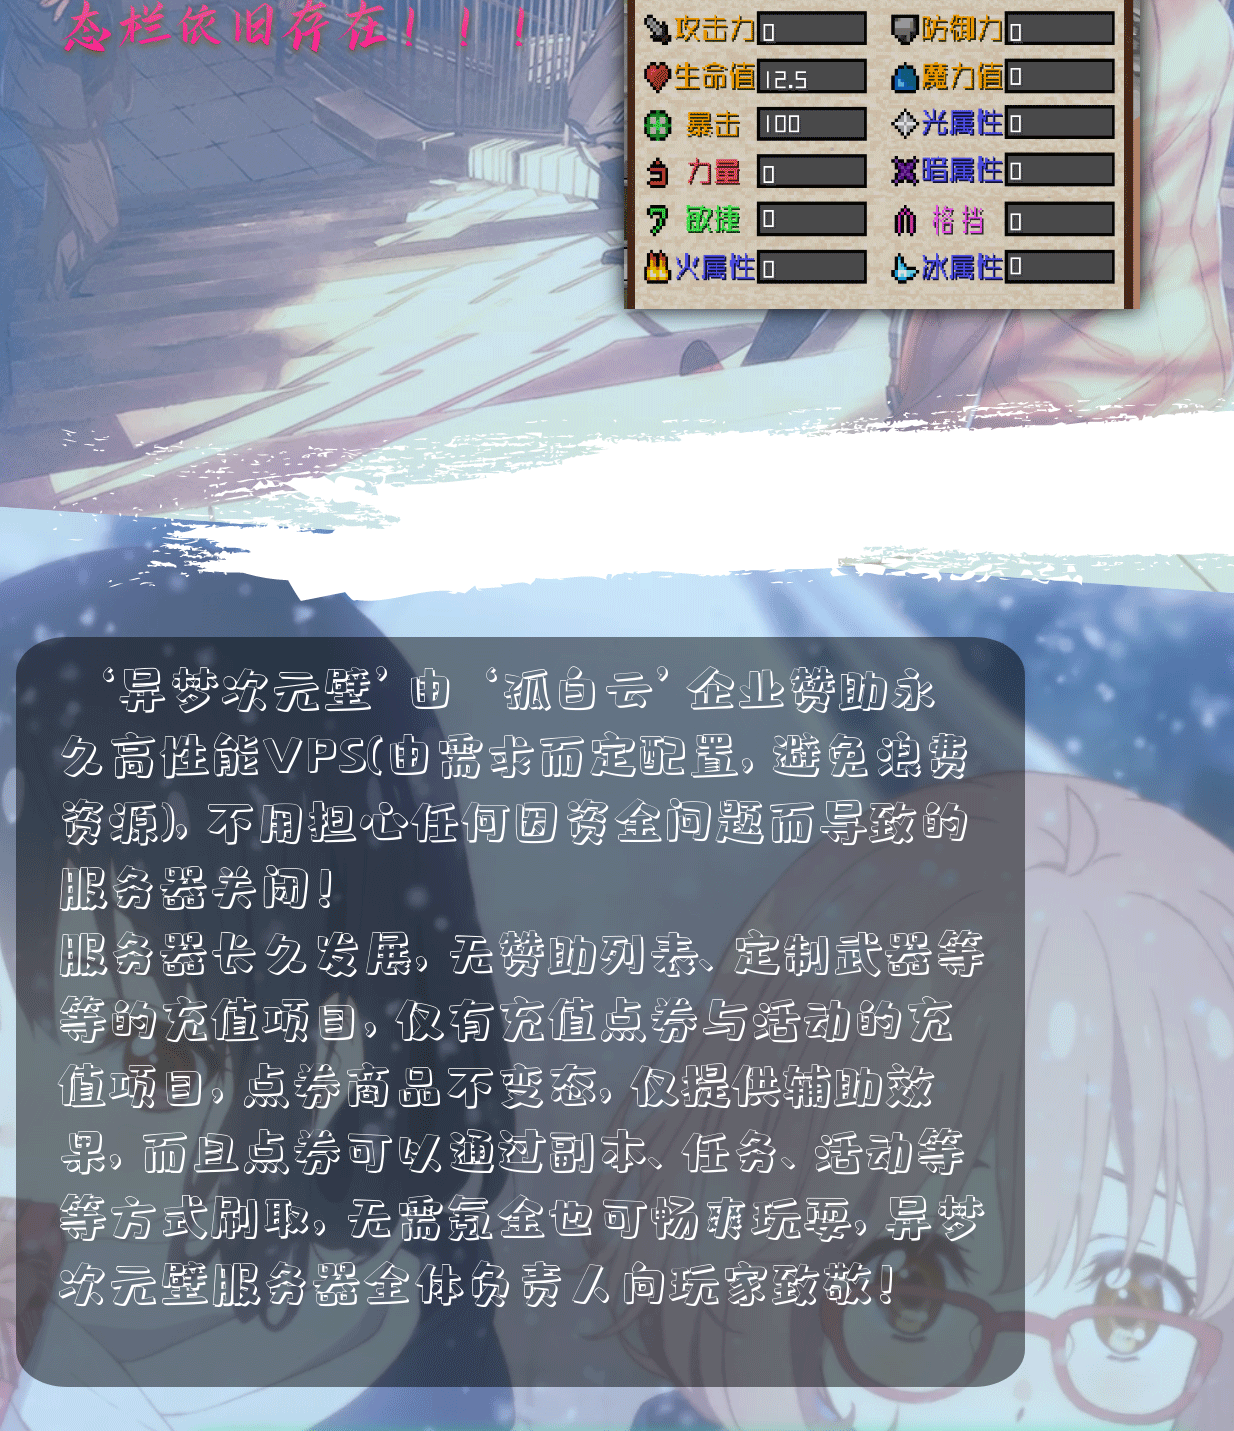 态栏依旧存在！！！
攻击力 0 防御力 0
生命值 12.5 魔力值 0
暴击 100 光属性 0
力量 0 暗属性 0
敏捷 0 格挡 0
火属性 0 冰属性 0
‘异梦次元壁’由‘孤白云’企业赞助永
久高性能VPS(由需求而定配置,避免浪费
资源),不用担心任何因资金问题而导致的
服务器关闭!
服务器长久发展,无赞助列表、定制武器等
等的充值项目,仅有充值点券与活动的充
值项目,点券商品不变态,仅提供辅助效
果,而且点券可以通过副本、任务、活动等
等方式刷取,无需氪金也可畅爽玩耍,异梦
次元壁服务器全体负责人向玩家致敬!